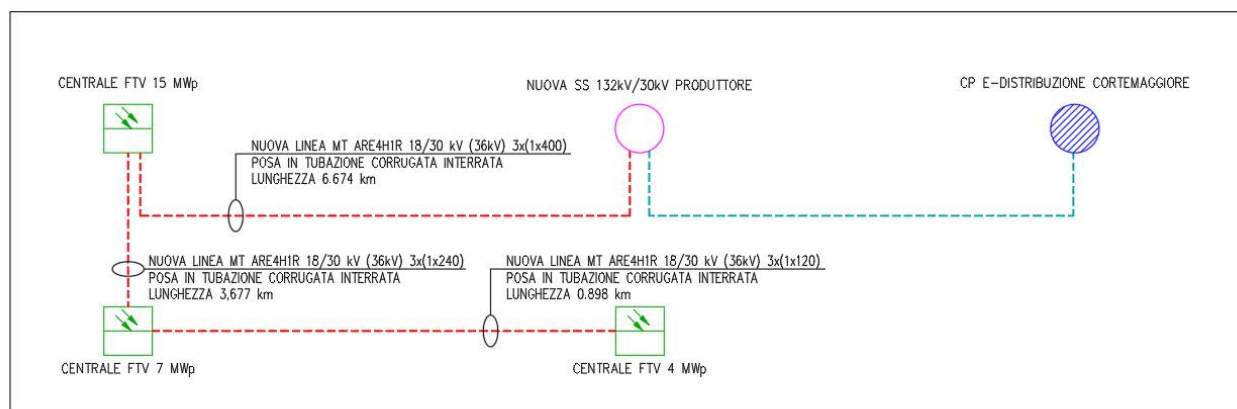 CENTRALE FTV 15 MWp
NUOVA SS 132kV/30kV PRODUTTORE
CP E-DISTRIBUZIONE CORTEMAGGIORE
NUOVA LINEA MT ARE4H1R 18/30 kV (36kV) 3x(1x400)
POSA IN TUBAZIONE CORRUGATA INTERRATA
LUNGHEZZA 6.674 km
NUOVA LINEA MT ARE4H1R 18/30 kV (36kV) 3x(1x240)
POSA IN TUBAZIONE CORRUGATA INTERRATA
LUNGHEZZA 3,677 km
NUOVA LINEA MT ARE4H1R 18/30 kV (36kV) 3x(1x120)
POSA IN TUBAZIONE CORRUGATA INTERRATA
LUNGHEZZA 0.898 km
CENTRALE FTV 7 MWp
CENTRALE FTV 4 MWp